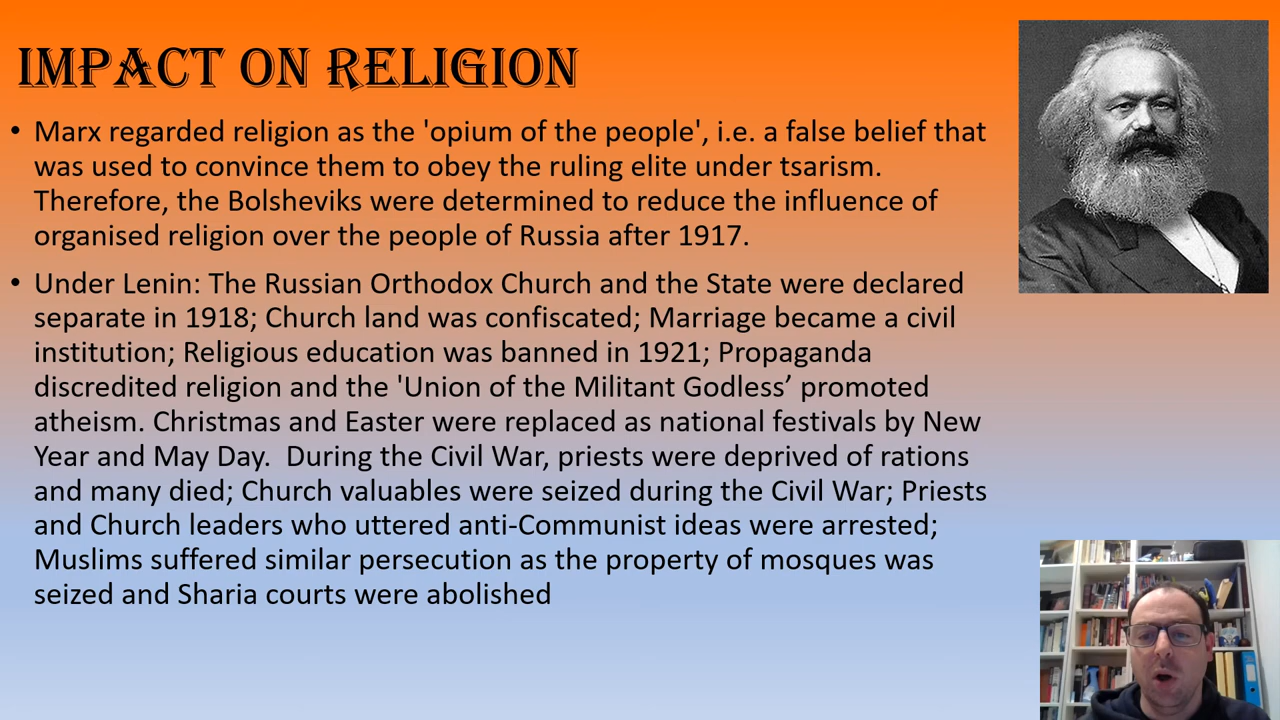 IMPACT ON RELIGION
• Marx regarded religion as the 'opium of the people', i.e. a false belief that
was used to convince them to obey the ruling elite under tsarism.
Therefore, the Bolsheviks were determined to reduce the influence of
organised religion over the people of Russia after 1917.
• Under Lenin: The Russian Orthodox Church and the State were declared
separate in 1918; Church land was confiscated; Marriage became a civil
institution; Religious education was banned in 1921; Propaganda
discredited religion and the 'Union of the Militant Godless’ promoted
atheism. Christmas and Easter were replaced as national festivals by New
Year and May Day.  During the Civil War, priests were deprived of rations
and many died; Church valuables were seized during the Civil War; Priests
and Church leaders who uttered anti-Communist ideas were arrested;
Muslims suffered similar persecution as the property of mosques was
seized and Sharia courts were abolished